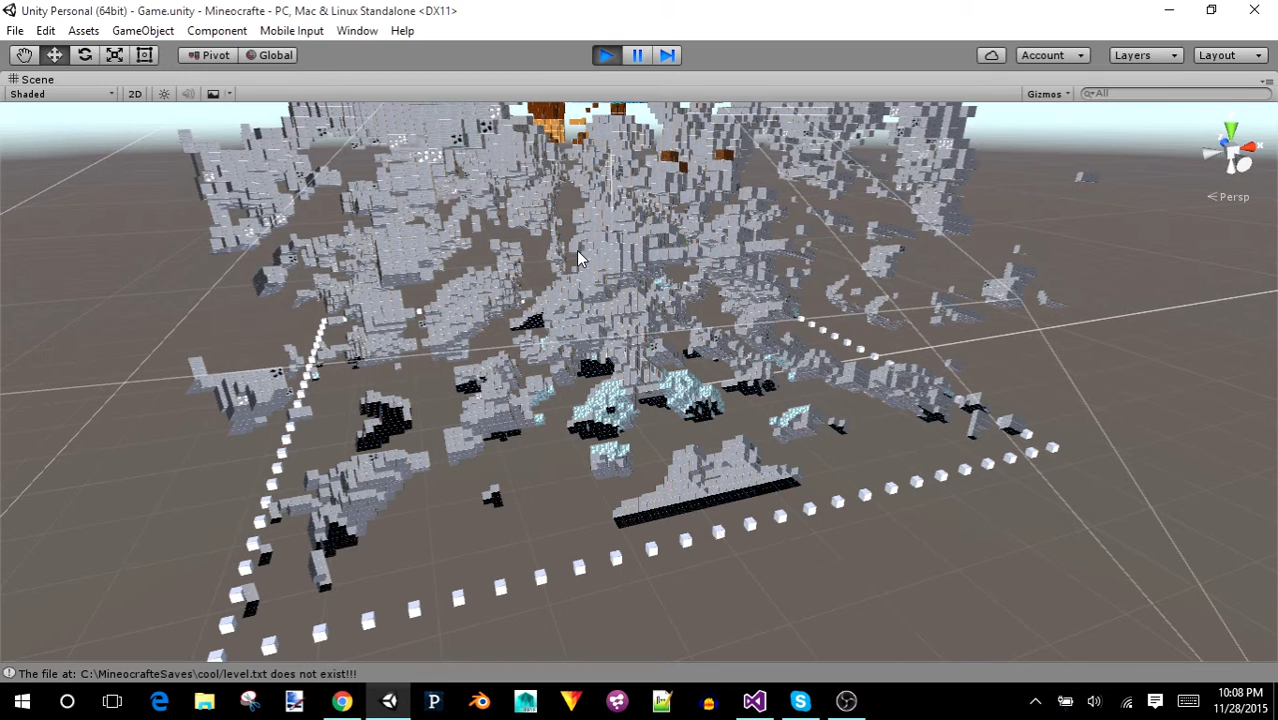 Unity Personal (64bit) - Game.unity - Mineocrafte - PC, Mac & Linux Standalone <DX11>
File Edit Assets GameObject Component Mobile Input Window Help
Pivot Global Account Layers Layout
Scene
Shaded 2D Gizmos All
x
< Persp
The file at: C:\MineocrafteSaves\cool/level.txt does not exist!!!
10:08 PM
11/28/2015